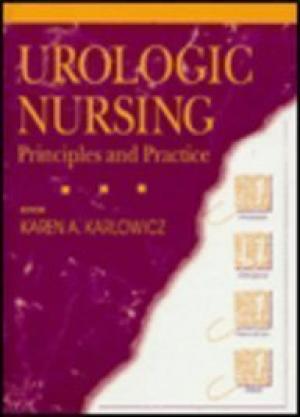 UROLOGIC
NURSING
Principles and Practice
EDITOR
KAREN A. KARLOWICZ